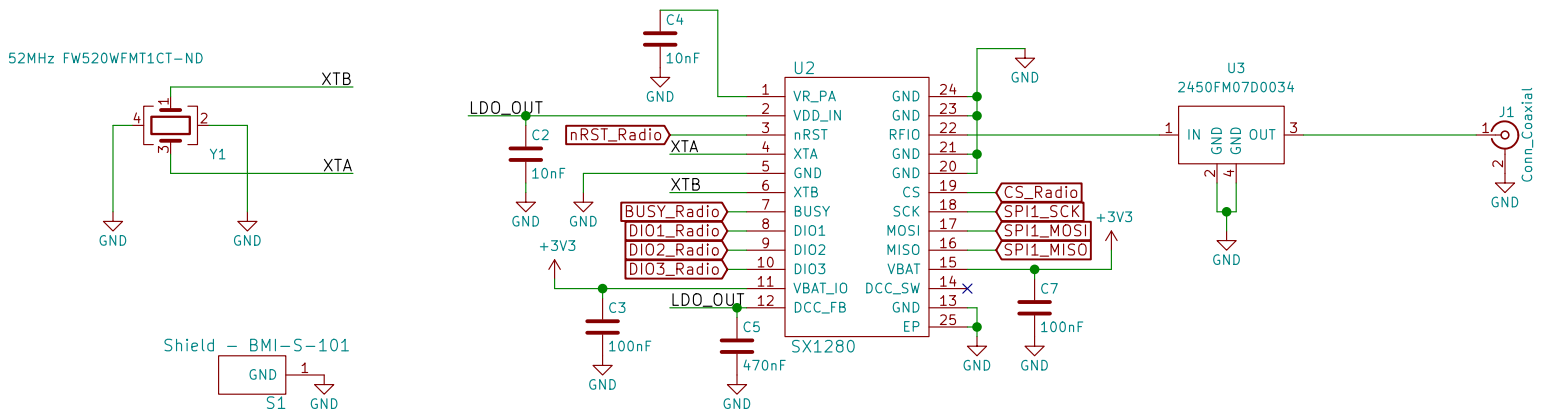 52MHz FW520WFMT1CT-ND
XTB
1
4
2
3
Y1
XTA
GND
GND
Shield - BMI-S-101
GND
1
S1
GND
C4
10nF
GND
LDO_OUT
C2
10nF
GND
nRST_Radio
XTA
XTB
GND
BUSY_Radio
DIO1_Radio
DIO2_Radio
DIO3_Radio
+3V3
C3
100nF
GND
LDO_OUT
C5
470nF
GND
U2
1 VR_PA
2 VDD_IN
3 nRST
4 XTA
5 GND
6 XTB
7 BUSY
8 DIO1
9 DIO2
10 DIO3
11 VBAT_IO
12 DCC_FB
GND 24
GND 23
RFIO 22
GND 21
GND 20
CS 19
SCK 18
MOSI 17
MISO 16
VBAT 15
DCC_SW 14
GND 13
EP 25
SX1280
GND
CS_Radio
SPI1_SCK
SPI1_MOSI
SPI1_MISO
+3V3
C7
100nF
GND
GND
U3
2450FM07D0034
1 IN
OUT 3
GND
GND
2
4
GND
J1
Conn_Coaxial
1
2
GND